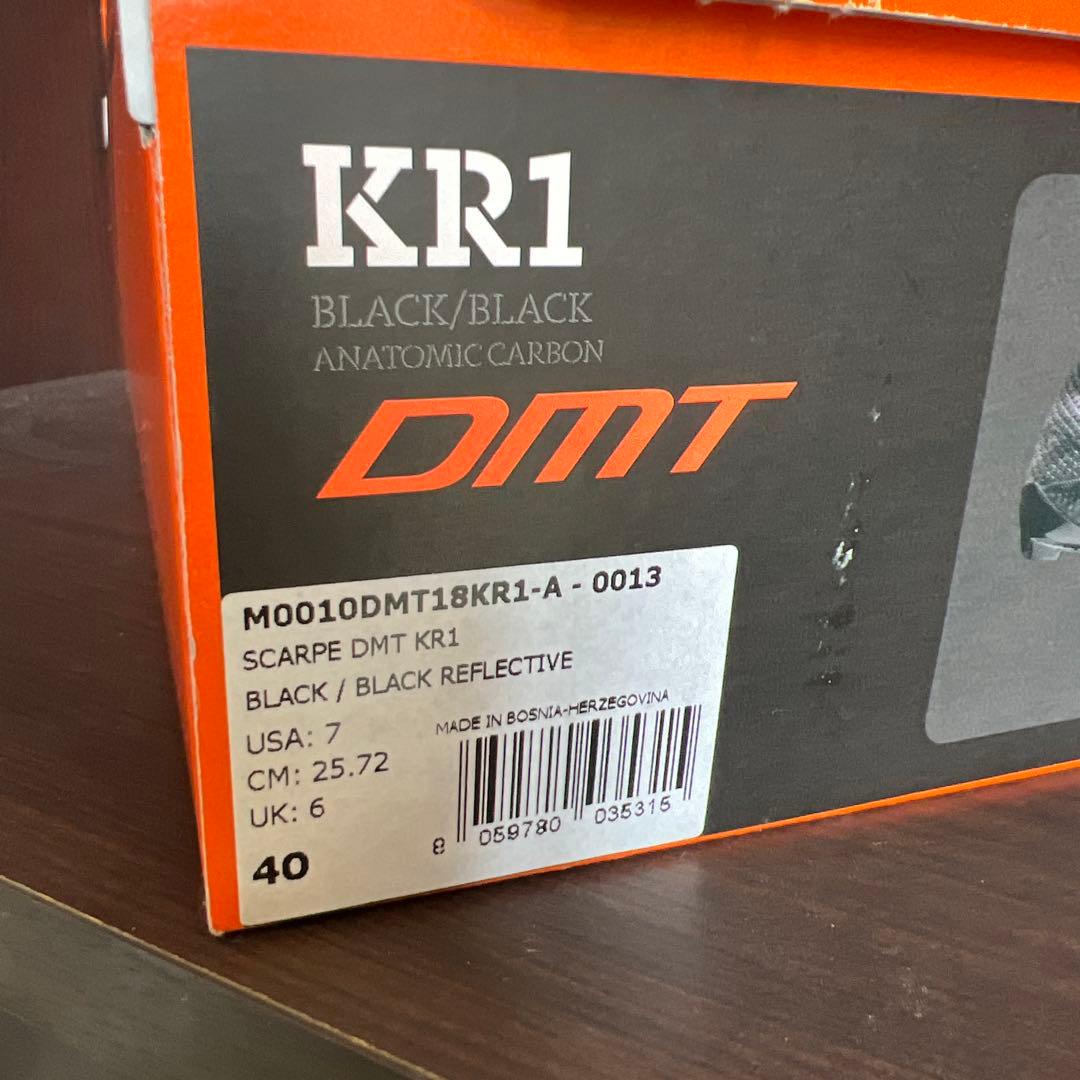 KR1
BLACK/BLACK
ANATOMIC CARBON
DMT
M0010DMT18KR1-A - 0013
SCARPE DMT KR1
BLACK / BLACK REFLECTIVE
USA: 7
MADE IN BOSNIA-HERZEGOVINA
CM: 25.72
UK: 6
8 059780 035315
40